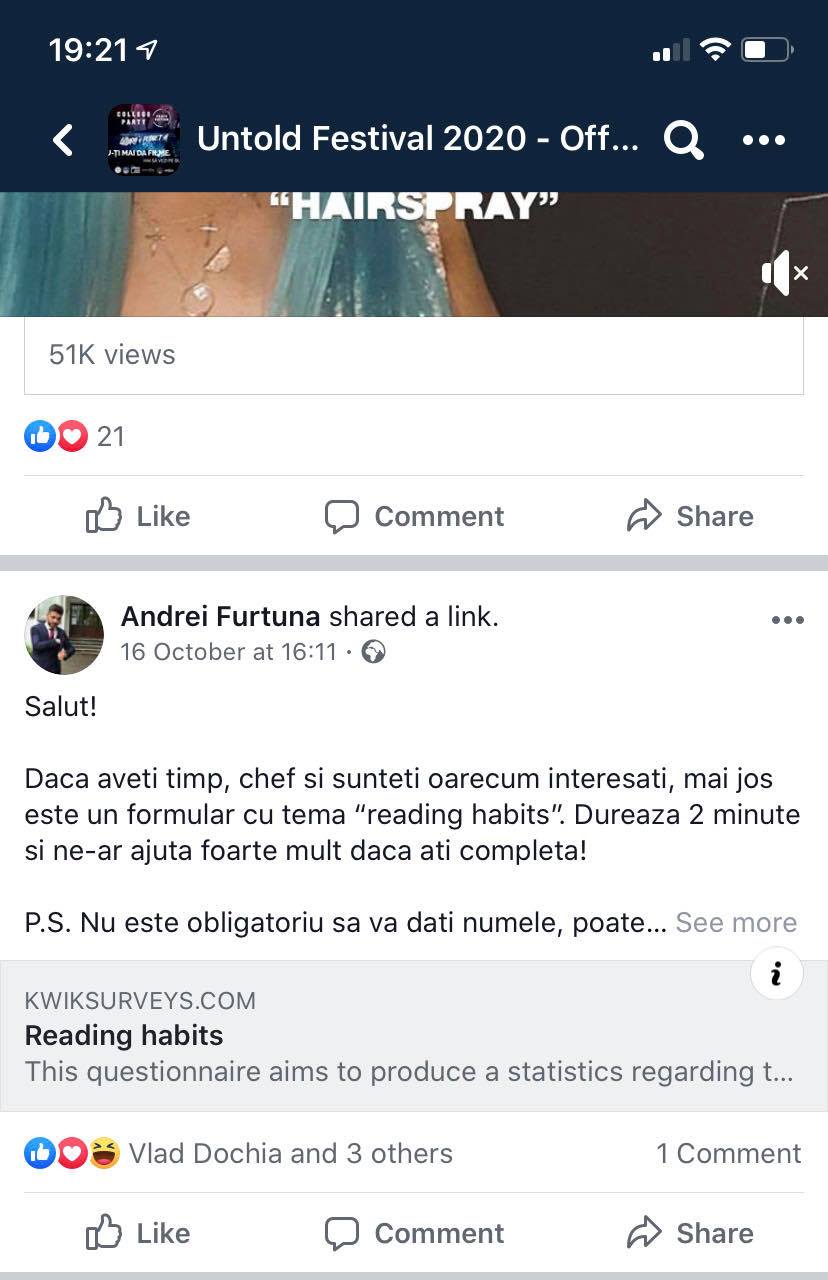 19:21
COLLEGE
PARTY
Untold Festival 2020 - Off...
“HAIRSPRAY”
51K views
21
Like Comment Share
Andrei Furtuna shared a link.
16 October at 16:11 ·
Salut!
Daca aveti timp, chef si sunteti oarecum interesati, mai jos
este un formular cu tema “reading habits”. Dureaza 2 minute
si ne-ar ajuta foarte mult daca ati completa!
P.S. Nu este obligatoriu sa va dati numele, poate... See more
KWIKSURVEYS.COM
Reading habits
This questionnaire aims to produce a statistics regarding t...
Vlad Dochia and 3 others 1 Comment
Like Comment Share